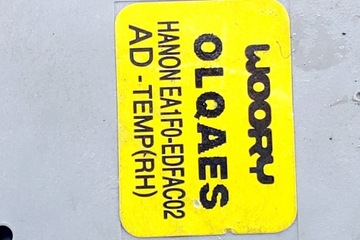 WOORY
OLQAES
HANON EA1F0-EDFAC02
AD-TEMP(RH)